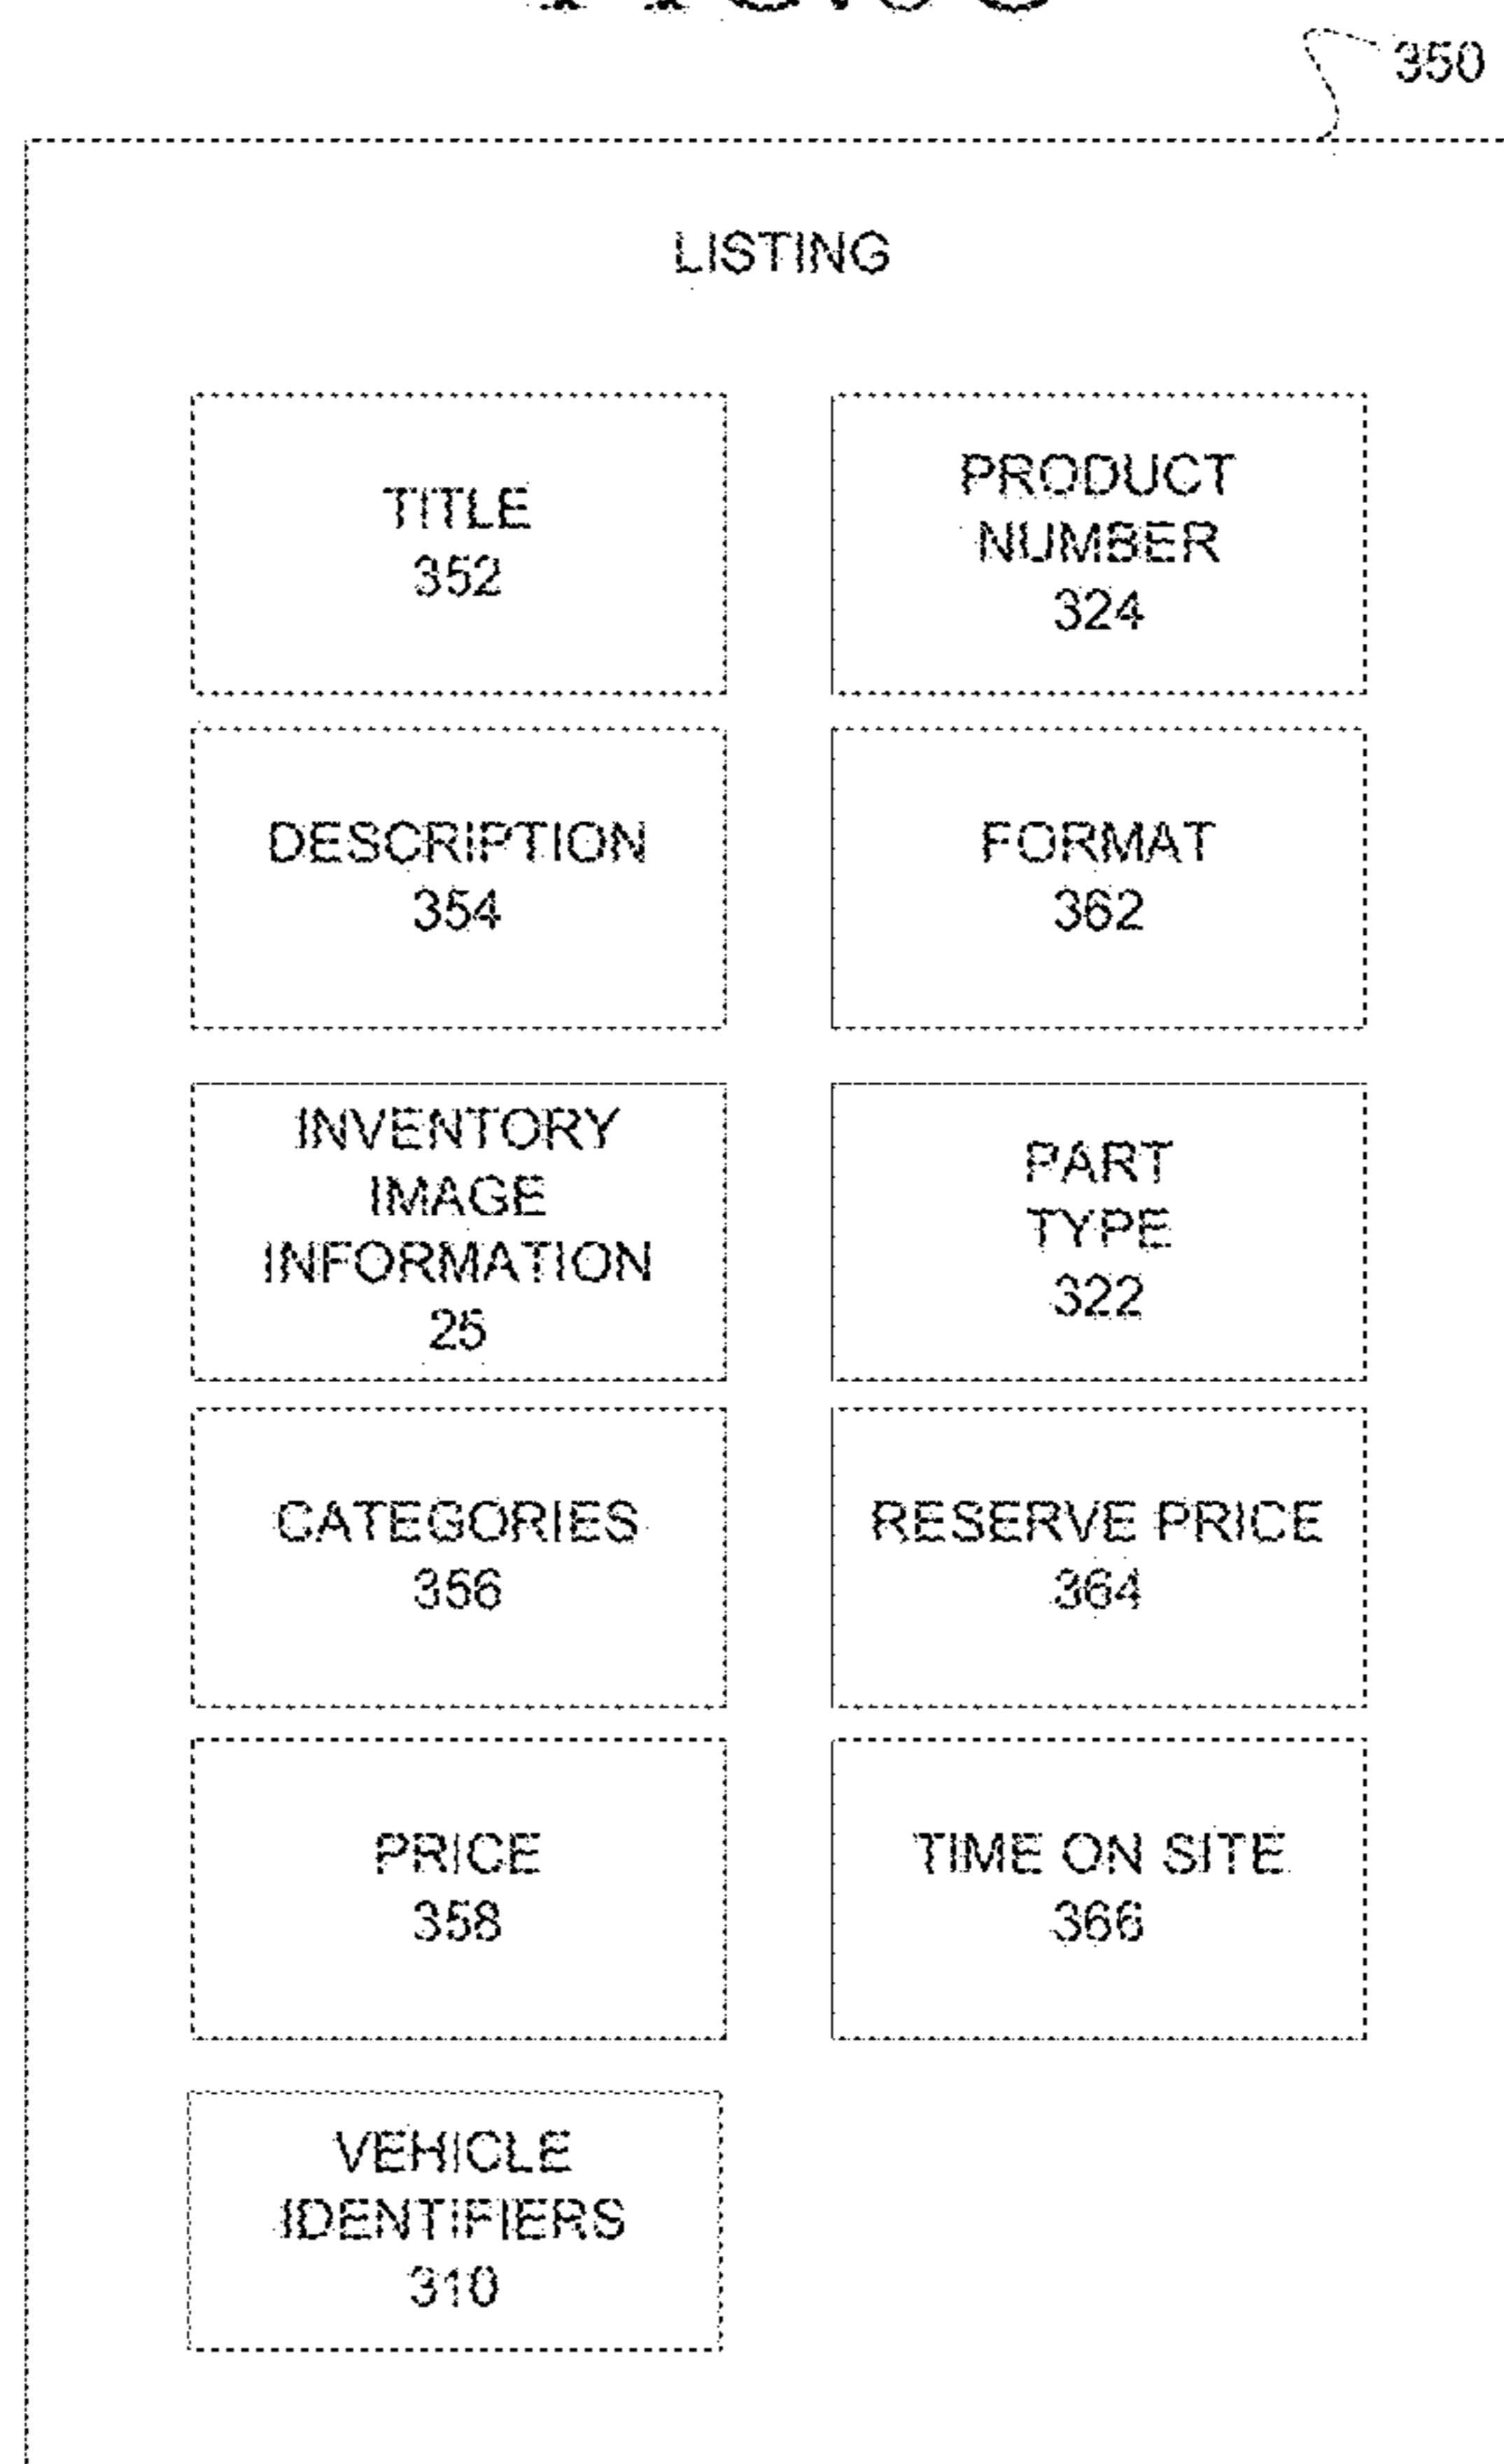 350
LISTING
TITLE
352
PRODUCT
NUMBER
324
DESCRIPTION
354
FORMAT
362
INVENTORY
IMAGE
INFORMATION
25
PART
TYPE
322
CATEGORIES
356
RESERVE PRICE
364
PRICE
358
TIME ON SITE
366
VEHICLE
IDENTIFIERS
310